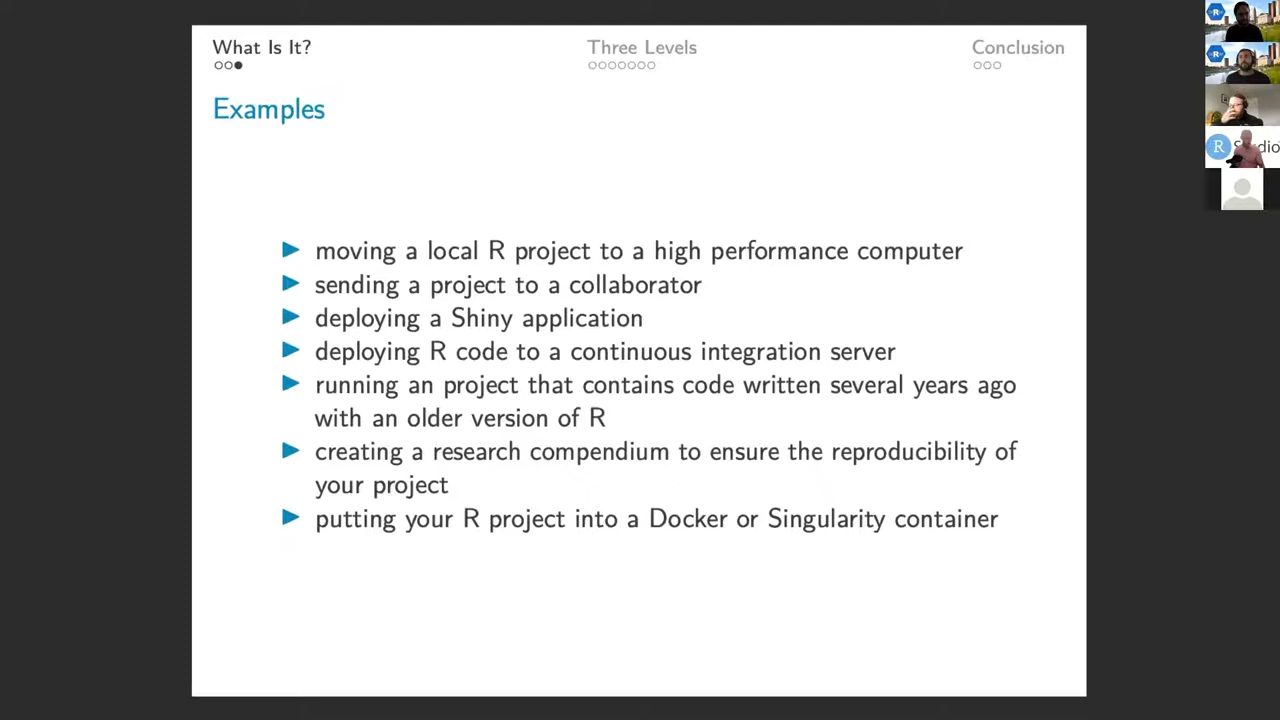 What Is It?
Three Levels
Conclusion
Examples
moving a local R project to a high performance computer
sending a project to a collaborator
deploying a Shiny application
deploying R code to a continuous integration server
running an project that contains code written several years ago
with an older version of R
creating a research compendium to ensure the reproducibility of
your project
putting your R project into a Docker or Singularity container
R
R
R